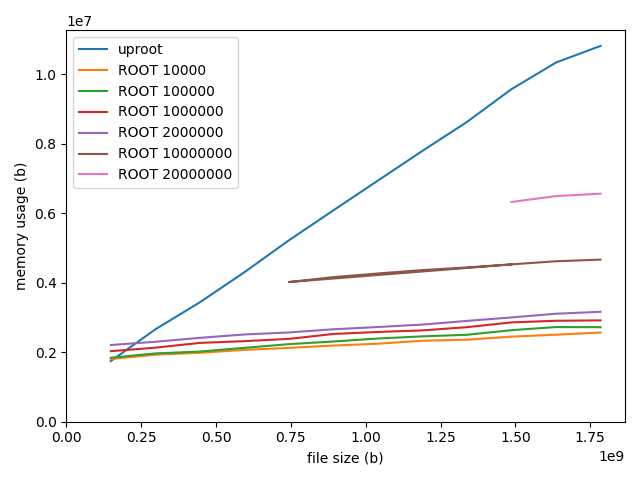 1e7
uproot
ROOT 10000
ROOT 100000
ROOT 1000000
ROOT 2000000
ROOT 10000000
ROOT 20000000
1.0
0.8
0.6
0.4
0.2
0.0
memory usage (b)
0.00 0.25 0.50 0.75 1.00 1.25 1.50 1.75
file size (b)
1e9